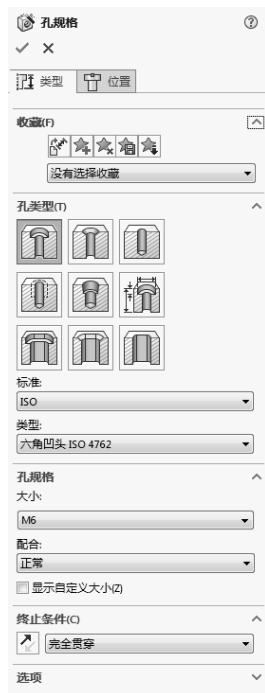 孔规格
类型 位置
收藏(F)
没有选择收藏
孔类型(T)
标准:
ISO
类型:
六角凹头 ISO 4762
孔规格
大小:
M6
配合:
正常
显示自定义大小(Z)
终止条件(C)
完全贯穿
选项